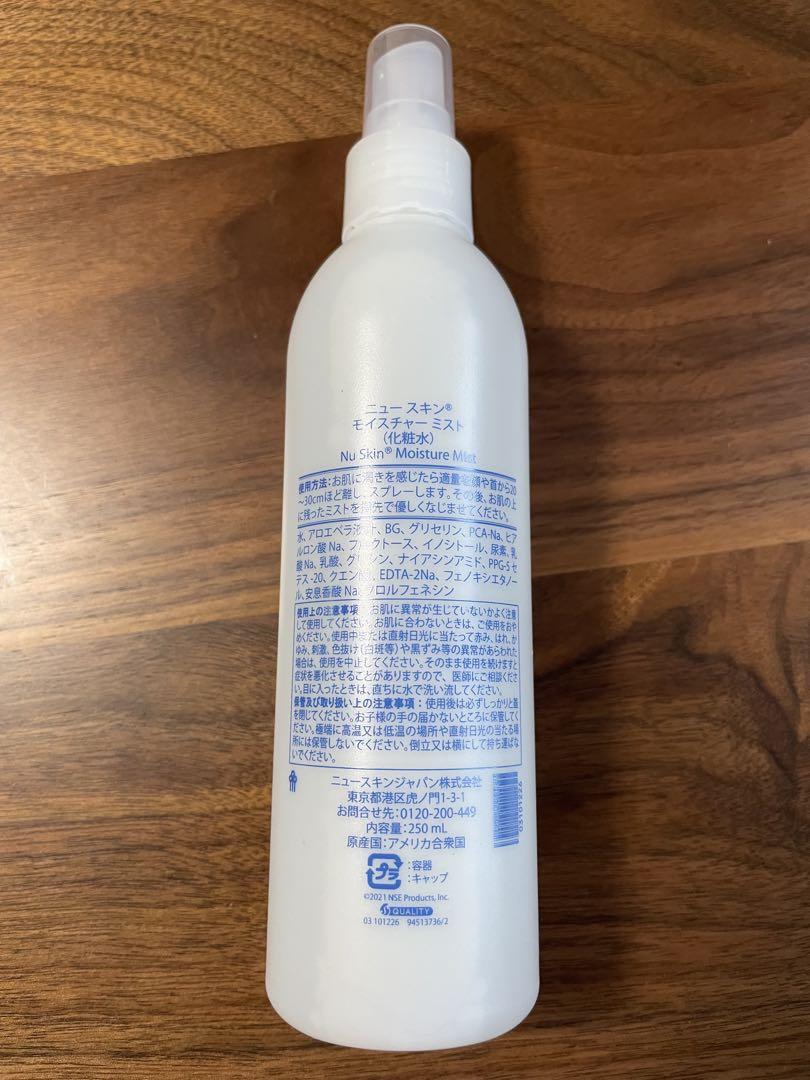 ニュー スキン®
モイスチャー ミスト
(化粧水)
Nu Skin® Moisture Mist
使用方法：お肌に渇きを感じたら適量を顔や首から20
～30cmほど離し、スプレーします。その後、お肌の上
に残ったミストを指先で優しくなじませてください。
水、アロエベラ液汁、BG、グリセリン、PCA-Na、ヒア
ルロン酸Na、フルクトース、イノシトール、尿素、乳
酸Na、乳酸、グリシン、ナイアシンアミド、PPG-5 セ
テス-20、クエン酸、EDTA-2Na、フェノキシエタノー
ル、安息香酸Na、クロルフェネシン
使用上の注意事項：お肌に異常が生じていないかよく注意
して使用してください。お肌に合わないときは、ご使用をおや
めください。使用中または直射日光に当たって赤み、はれ、か
ゆみ、刺激、色抜け(白斑等)や黒ずみ等の異常があらわれた
場合は、使用を中止してください。そのまま使用を続けますと
症状を悪化させることがありますので、医師にご相談くださ
い。目に入ったときは、直ちに水で洗い流してください。
保管及び取り扱い上の注意事項：使用後は必ずしっかりと蓋
を閉じてください。お子様の手の届かないところに保管してく
ださい。極端に高温又は低温の場所や直射日光の当たる場
所には保管しないでください。倒立又は横にして持ち運ばな
いでください。
ニュースキンジャパン株式会社
東京都港区虎ノ門1-3-1
お問合せ先：0120-200-449
内容量：250 mL
原産国：アメリカ合衆国
03101226
プラ
：容器
：キャップ
©2021 NSE Products, Inc.
QUALITY
03.101226 94513736/2